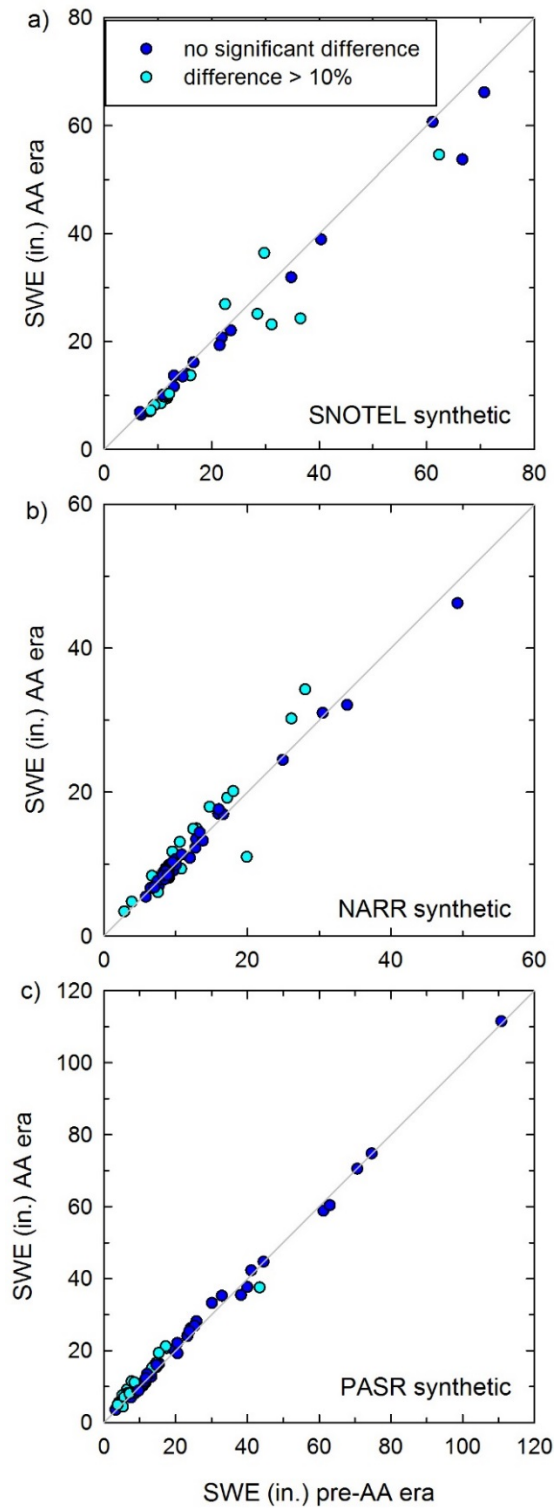 a)
no significant difference
difference > 10%
80
60
40
20
0
SWE (in.) AA era
SNOTEL synthetic
0 20 40 60 80
b)
60
40
20
0
SWE (in.) AA era
NARR synthetic
0 20 40 60
c)
120
100
80
60
40
20
0
SWE (in.) AA era
PASR synthetic
0 20 40 60 80 100 120
SWE (in.) pre-AA era